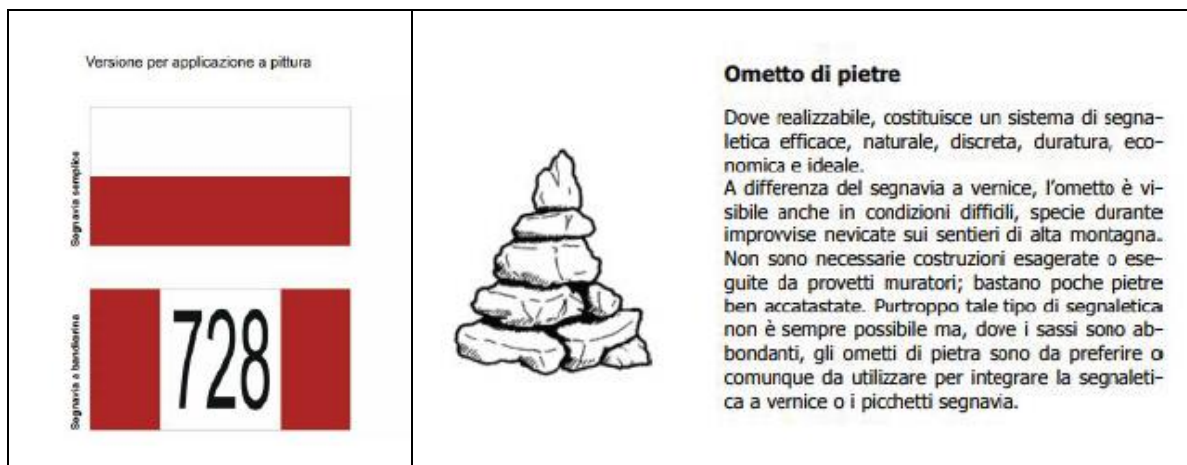 Versione per applicazione a pittura
Segnavia semplice
Segnavia a bandierina
728
Ometto di pietre
Dove realizzabile, costituisce un sistema di segna-
letica efficace, naturale, discreta, duratura, eco-
nomica e ideale.
A differenza del segnavia a vernice, l'ometto è vi-
sibile anche in condizioni difficili, specie durante
improvvise nevicate sui sentieri di alta montagna.
Non sono necessarie costruzioni esagerate o ese-
guite da provetti muratori; bastano poche pietre
ben accatastate. Purtroppo tale tipo di segnaletica
non è sempre possibile ma, dove i sassi sono ab-
bondanti, gli ometti di pietra sono da preferire o
comunque da utilizzare per integrare la segnaleti-
ca a vernice o i picchetti segnavia.